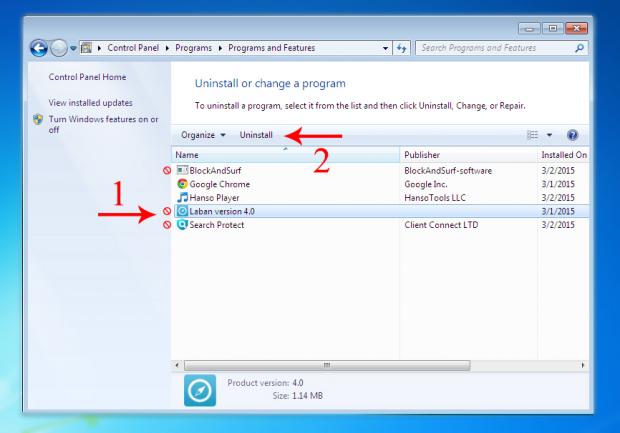 Control Panel ▸ Programs ▸ Programs and Features
Search Programs and Features
Control Panel Home
View installed updates
Turn Windows features on or
off
Uninstall or change a program
To uninstall a program, select it from the list and then click Uninstall, Change, or Repair.
Organize Uninstall
2
Name Publisher Installed On
BlockAndSurf BlockAndSurf-software 3/2/2015
Google Chrome Google Inc. 3/1/2015
Hanso Player HansoTools LLC 3/2/2015
1
Laban version 4.0 3/1/2015
Search Protect Client Connect LTD 3/2/2015
Product version: 4.0
Size: 1.14 MB